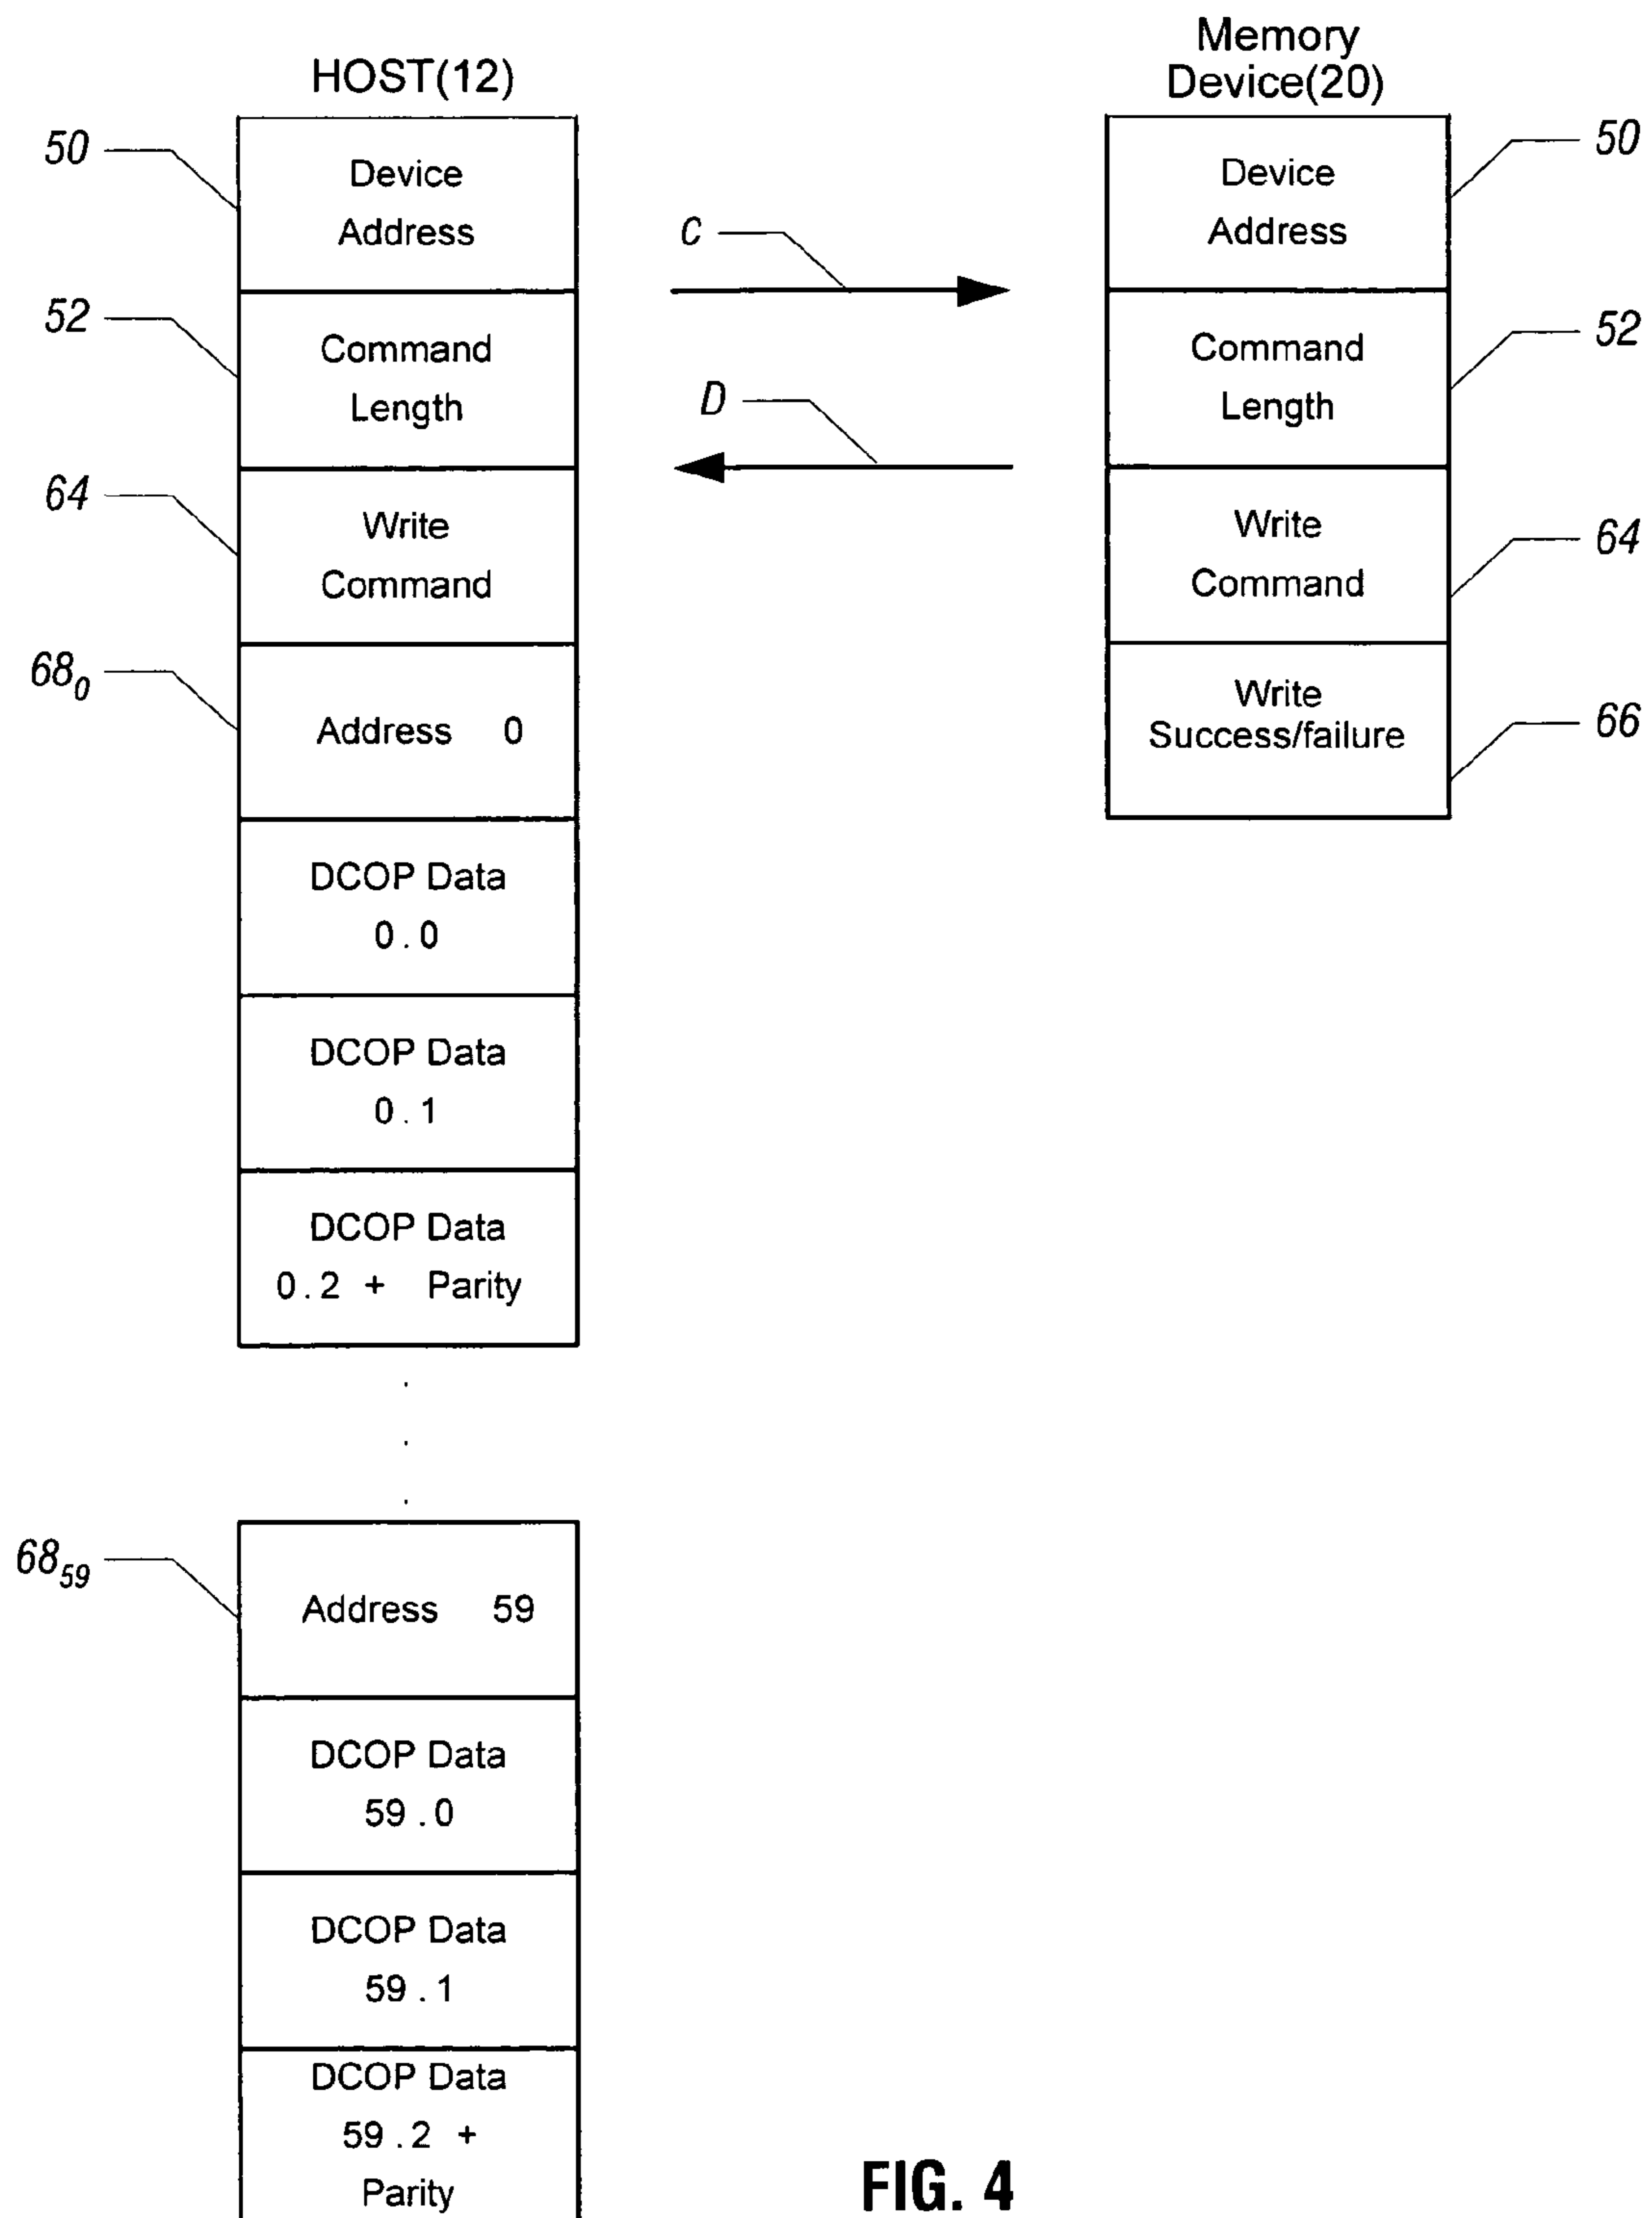 HOST(12)
Memory
Device(20)
50
Device
Address
52
Command
Length
64
Write
Command
68₀
Address 0
DCOP Data
0.0
DCOP Data
0.1
DCOP Data
0.2 + Parity
.
.
.
68₅₉
Address 59
DCOP Data
59.0
DCOP Data
59.1
DCOP Data
59.2 +
Parity
C
D
Device
Address
50
Command
Length
52
Write
Command
64
Write
Success/failure
66
FIG. 4